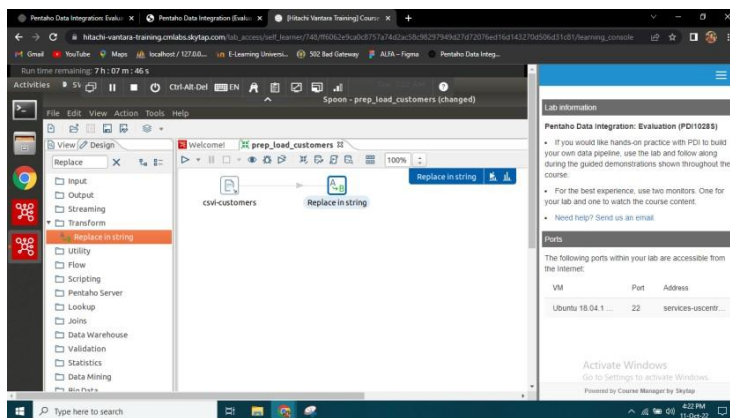 Pentaho Data Integration: Evalua
Pentaho Data Integration (Evalua
[Hitachi Vantara Training] Course
hitachi-vantara-training.cmlabs.skytap.com
Gmail YouTube Maps localhost / 127.0.0... E-Learning Universi... 502 Bad Gateway ALFA – Figma Pentaho Data Integ...
Run time remaining: 7 h : 07 m : 46 s
Activities Ctrl-Alt-Del EN
Spoon - prep_load_customers (changed)
File Edit View Action Tools Help
View Design
Welcome!
prep_load_customers
Replace
100%
Replace in string
Input
Output
Streaming
Transform
Replace in string
Utility
Flow
Scripting
Pentaho Server
Lookup
Joins
Data Warehouse
Validation
Statistics
Data Mining
Big Data
csvi-customers
Replace in string
Lab information
Pentaho Data Integration: Evaluation (PDI1028S)
• If you would like hands-on practice with PDI to build
your own data pipeline, use the lab and follow along
during the guided demonstrations shown throughout the
course.
• For the best experience, use two monitors. One for
your lab and one to watch the course content.
• Need help? Send us an email.
Ports
The following ports within your lab are accessible from
the Internet:
VM Port Address
Ubuntu 18.04.1 ... 22 services-uscentr...
Activate Windows
Go to Settings to activate Windows.
Powered by Course Manager by Skytap
Type here to search
4:22 PM
11-Oct-22